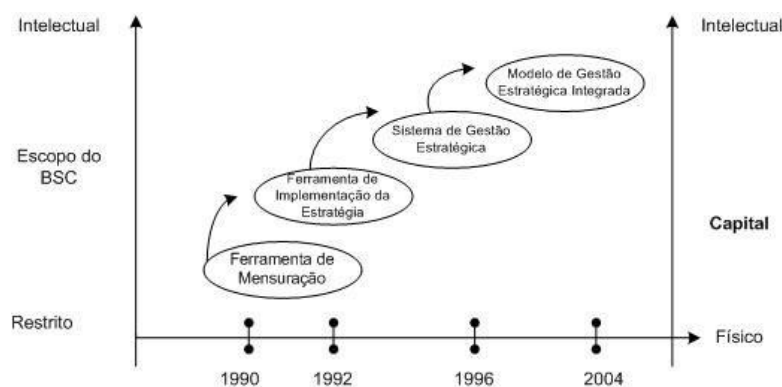 Intelectual
Intelectual
Modelo de Gestão
Estratégica Integrada
Sistema de Gestão
Estratégica
Escopo do
BSC
Ferramenta de
Implementação da
Estratégia
Capital
Ferramenta de
Mensuração
Restrito
Físico
1990
1992
1996
2004